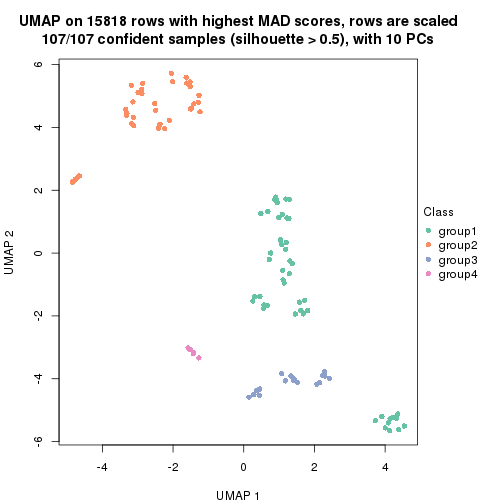 UMAP on 15818 rows with highest MAD scores, rows are scaled
107/107 confident samples (silhouette > 0.5), with 10 PCs
6
4
2
0
-2
-4
-6
UMAP 2
-4
-2
0
2
4
UMAP 1
Class
group1
group2
group3
group4